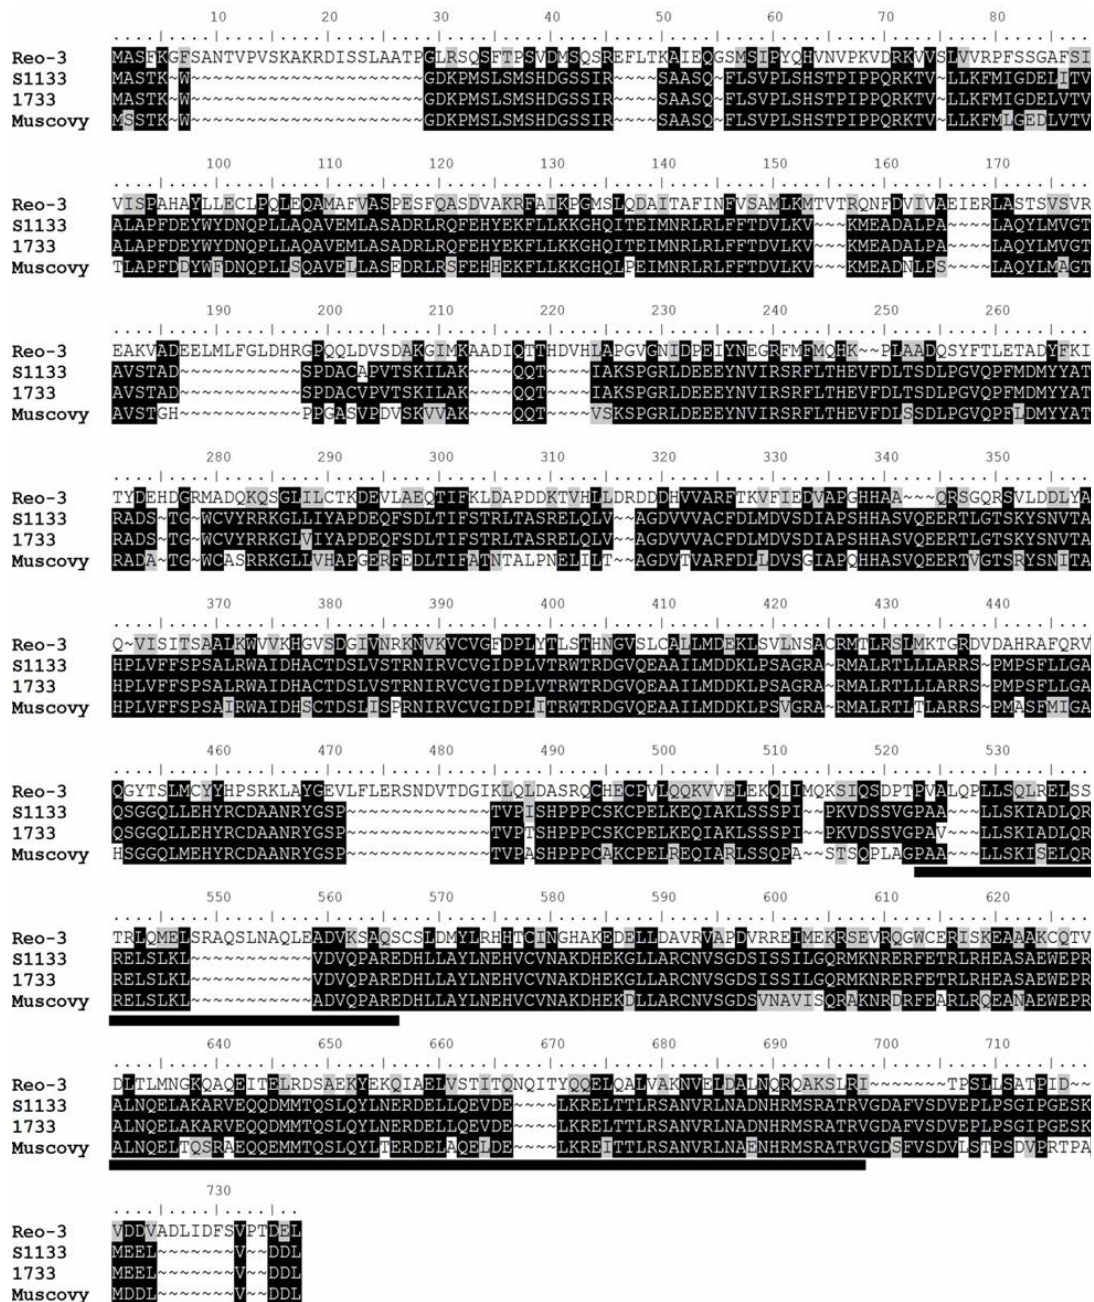 10 20 30 40 50 60 70 80
Reo-3 MASFKGFSANTVPVSKAKRDISSLAATPGLRSQSFTPSVDMSQSREFLTKAIEQGSMSIPYQHVNVPKVDRKVVSLVVRPFSSGAFSI
S1133 MASTK~W~~~~~~~~~~~~~~~~~~~~~GDKPMSLSMSHDGSSIR~~~~SAASQ~FLSVPLSHSTPIPPQRKTV~LLKFMIGDELITV
1733 MASTK~W~~~~~~~~~~~~~~~~~~~~~GDKPMSLSMSHDGSSIR~~~~SAASQ~FLSVPLSHSTPIPPQRKTV~LLKFMIGDELVTV
Muscovy MSSTK~W~~~~~~~~~~~~~~~~~~~~~GDKPMSLSMSHDGSSIR~~~~SAASQ~FLSVPLSHSTPIPPQRKTV~LLKFMLGEDLVTV
100 110 120 130 140 150 160 170
Reo-3 VISPAHAYLLECLPQLEQAMAFVASPESFQASDVAKRFAIKPGMSLQDAITAFINFVSAMLKMTVTRQNFDVIVAEIERLASTSVSVR
S1133 ALAPFDEYWYDNQPLLAQAVEMLASADRLRQFEHYEKFLLKKGHQITEIMNRLRLFFTDVLKV~~~KMEADALPA~~~~LAQYLMVGT
1733 ALAPFDEYWYDNQPLLAQAVEMLASADRLRQFEHYEKFLLKKGHQITEIMNRLRLFFTDVLKV~~~KMEADALPA~~~~LAQYLMVGT
Muscovy TLAPFDDYWFDNQPLLSQAVELLASEDRLRSFEHHEKFLLKKGHQLPEIMNRLRLFFTDVLKV~~~KMEADNLPS~~~~LAQYLMAGT
190 200 210 220 230 240 250 260
Reo-3 EAKVADEELMLFGLDHRGPQQLDVSDAKGIMKAADIQTTHDVHLAPGVGNIDPEIYNEGRFMFMQHK~~PLAADQSYFTLETADYFKI
S1133 AVSTAD~~~~~~~~~~~SPDACAPVTSKILAK~~~~QQT~~~~IAKSPGRLDEEEYNVIRSRFLTHEVFDLTSDLPGVQPFMDMYYAT
1733 AVSTAD~~~~~~~~~~~SPDACVPVTSKILAK~~~~QQT~~~~IAKSPGRLDEEEYNVIRSRFLTHEVFDLTSDLPGVQPFMDMYYAT
Muscovy AVSTGH~~~~~~~~~~~PPGASVPDVSKVVAK~~~~QQT~~~~VSKSPGRLDEEEYNVIRSRFLTHEVFDLSSDLPGVQPFLDMYYAT
280 290 300 310 320 330 340 350
Reo-3 TYDEHDGRMADQKQSGLILCTKDEVLAEQTIFKLDAPDDKTVHLLDRDDDHVVARFTKVFIEDVAPGHHAA~~~QRSGQRSVLDDLYA
S1133 RADS~TG~WCVYRRKGLLIYAPDEQFSDLTIFSTRLTASRELQLV~~AGDVVVACFDLMDVSDIAPSHHASVQEERTLGTSKYSNVTA
1733 RADS~TG~WCVYRRKGLVIYAPDEQFSDLTIFSTRLTASRELQLV~~AGDVVVACFDLMDVSDIAPSHHASVQEERTLGTSKYSNVTA
Muscovy RADA~TG~WCASRRKGLLVHAPGERFEDLTIFATNTALPNELILT~~AGDVTVARFDLLDVSGIAPQHHASVQEERTVGTSRYSNITA
370 380 390 400 410 420 430 440
Reo-3 Q~VISITSAALKWVVKHGVSDGIVNRKNVKVCVGFDPLYTLSTHNGVSLCALLMDEKLSVLNSACRMTLRSLMKTGRDVDAHRAFQRV
S1133 HPLVFFSPSALRWAIDHACTDSLVSTRNIRVCVGIDPLVTRWTRDGVQEAAILMDDKLPSAGRA~RMALRTLLLARRS~PMPSFLLGA
1733 HPLVFFSPSALRWAIDHACTDSLVSTRNIRVCVGIDPLVTRWTRDGVQEAAILMDDKLPSAGRA~RMALRTLLLARRS~PMPSFLLGA
Muscovy HPLVFFSPSAIRWAIDHSCTDSLISPRNIRVCVGIDPLITRWTRDGVQEAAILMDDKLPSVGRA~RMALRTLTLARRS~PMASFMIGA
460 470 480 490 500 510 520 530
Reo-3 QGYTSLMCYYHPSRKLAYGEVLFLERSNDVTDGIKLQLDASRQCHECPVLQQKVVELEKQIIMQKSIQSDPTPVALQPLLSQLRELSS
S1133 QSGGQLLEHYRCDAANRYGSP~~~~~~~~~~~~~TVPISHPPPCSKCPELKEQIAKLSSSPI~~PKVDSSVGPAA~~~LLSKIADLQR
1733 QSGGQLLEHYRCDAANRYGSP~~~~~~~~~~~~~TVPTSHPPPCSKCPELKEQIAKLSSSPI~~PKVDSSVGPAV~~~LLSKIADLQR
Muscovy HSGGQLMEHYRCDAANRYGSP~~~~~~~~~~~~~TVPASHPPPCAKCPELREQIARLSSQPA~~STSQPLAGPAA~~~LLSKISELQR
550 560 570 580 590 600 610 620
Reo-3 TRLQMELSRAQSLNAQLEADVKSAQSCSLDMYLRHHTCINGHAKEDELLDAVRVAPDVRREIMEKRSEVRQGWCERISKEAAAKCQTV
S1133 RELSLKL~~~~~~~~~~~VDVQPAREDHLLAYLNEHVCVNAKDHEKGLLARCNVSGDSISSILGQRMKNRERFETRLRHEASAEWEPR
1733 RELSLKL~~~~~~~~~~~VDVQPAREDHLLAYLNEHVCVNAKDHEKGLLARCNVSGDSISSILGQRMKNRERFETRLRHEASAEWEPR
Muscovy RELSLKL~~~~~~~~~~~ADVQPAREDHLLAYLNEHVCVNAKDHEKDLLARCNVSGDSVNAVISQRAKNRDRFEARLRQEANAEWEPR
640 650 660 670 680 690 700 710
Reo-3 DLTLMNGKQAQEITELRDSAEKYEKQIAELVSTITQNQITYQQELQALVAKNVELDALNQRQAKSLRI~~~~~~~TPSLLSATPID~~
S1133 ALNQELAKARVEQQDMMTQSLQYLNERDELLQEVDE~~~~LKRELTTLRSANVRLNADNHRMSRATRVGDAFVSDVEPLPSGIPGESK
1733 ALNQELAKARVEQQDMMTQSLQYLNERDELLQEVDE~~~~LKRELTTLRSANVRLNADNHRMSRATRVGDAFVSDVEPLPSGIPGESK
Muscovy ALNQELTQSRAEQQEMMTQSLQYLTERDELAQELDE~~~~LKREITTLRSANVRLNAENHRMSRATRVGDSFVSDVLSTPSDVPRTPA
730
Reo-3 VDDVADLIDFSVPTDEL
S1133 MEEL~~~~~~~V~~DDL
1733 MEEL~~~~~~~V~~DDL
Muscovy MDDL~~~~~~~V~~DDL